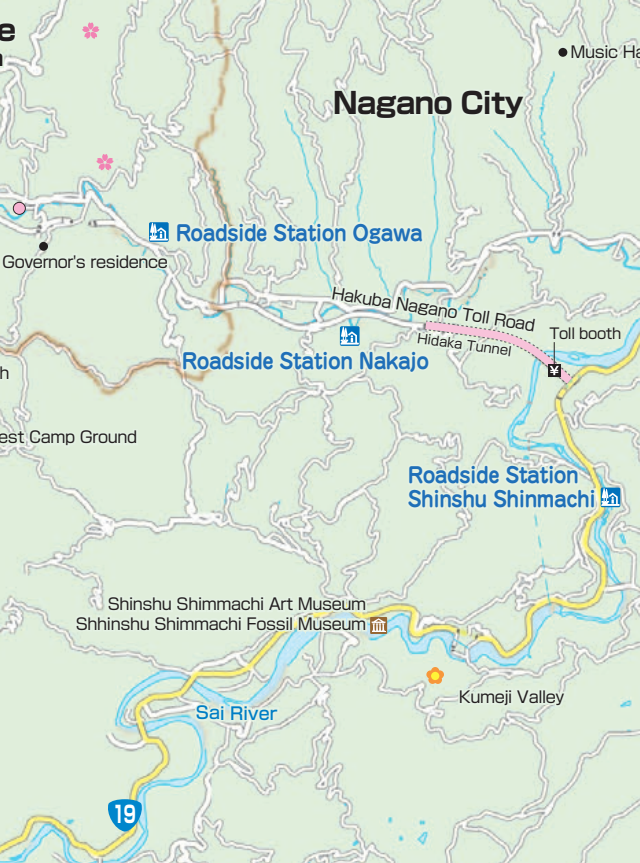 e
Music Ha
Nagano City
Roadside Station Ogawa
Governor's residence
Hakuba Nagano Toll Road
Toll booth
Hidaka Tunnel
Roadside Station Nakajo
¥
h
est Camp Ground
Roadside Station
Shinshu Shinmachi
Shinshu Shimmachi Art Museum
Shhinshu Shimmachi Fossil Museum
Kumeji Valley
Sai River
19